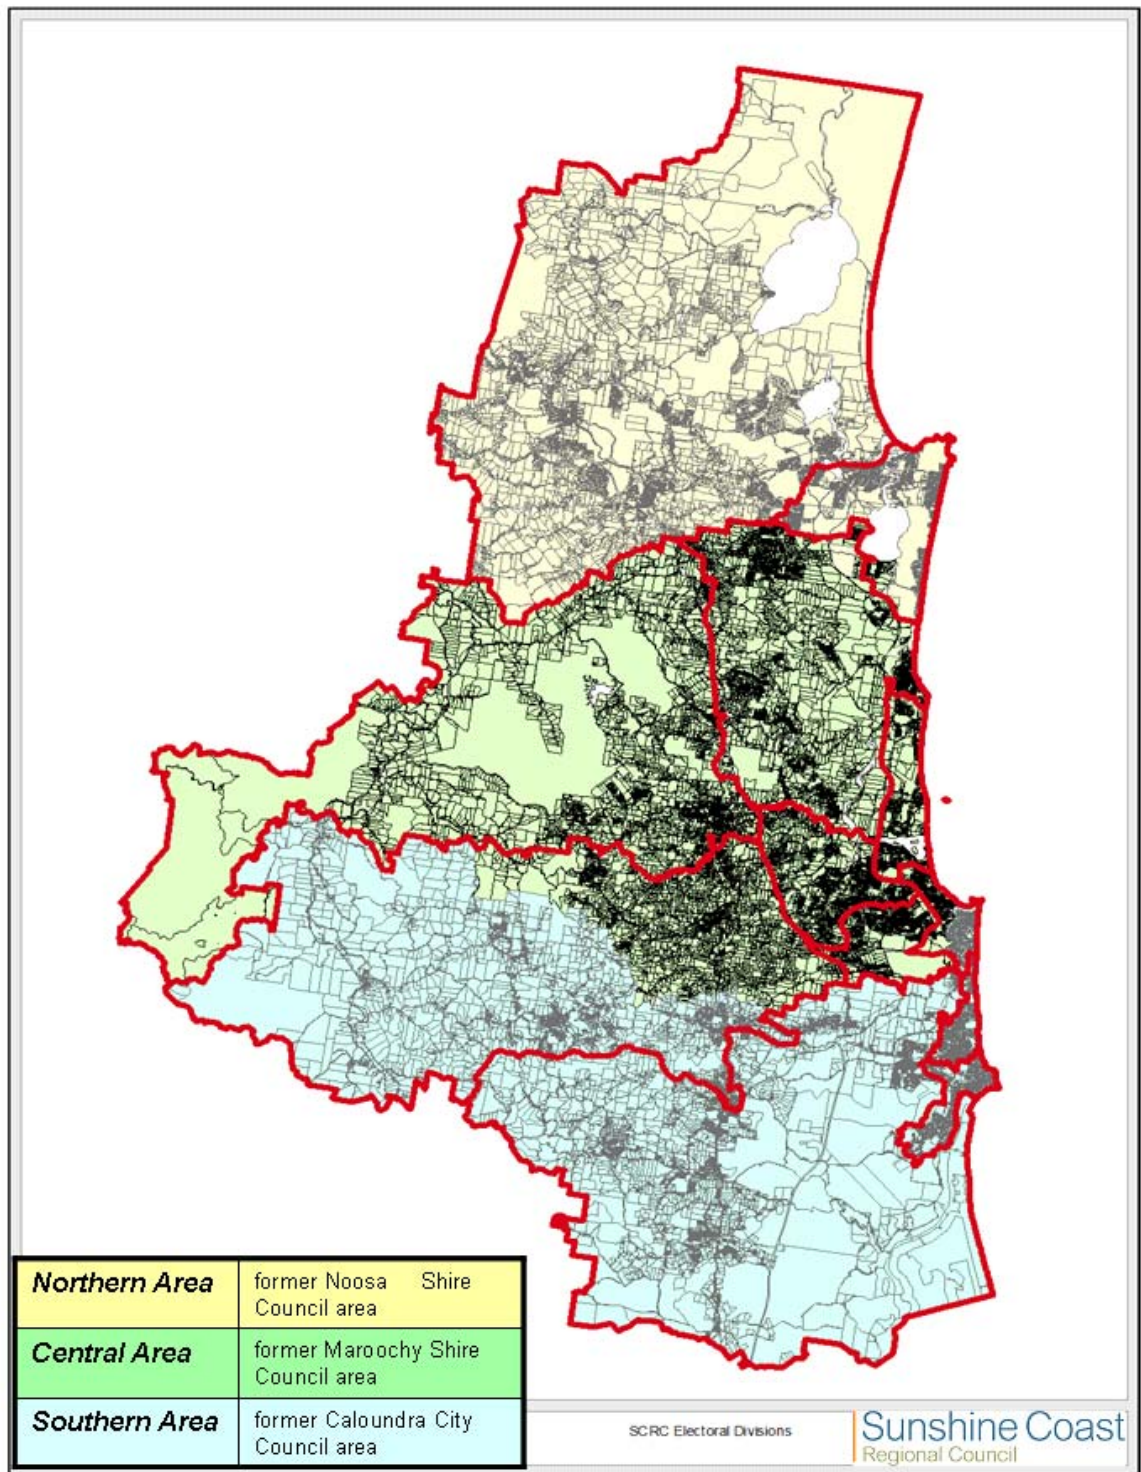 Northern Area
former Noosa Shire
Council area
Central Area
former Maroochy Shire
Council area
Southern Area
former Caloundra City
Council area
SCRC Electoral Divisions
Sunshine Coast
Regional Council